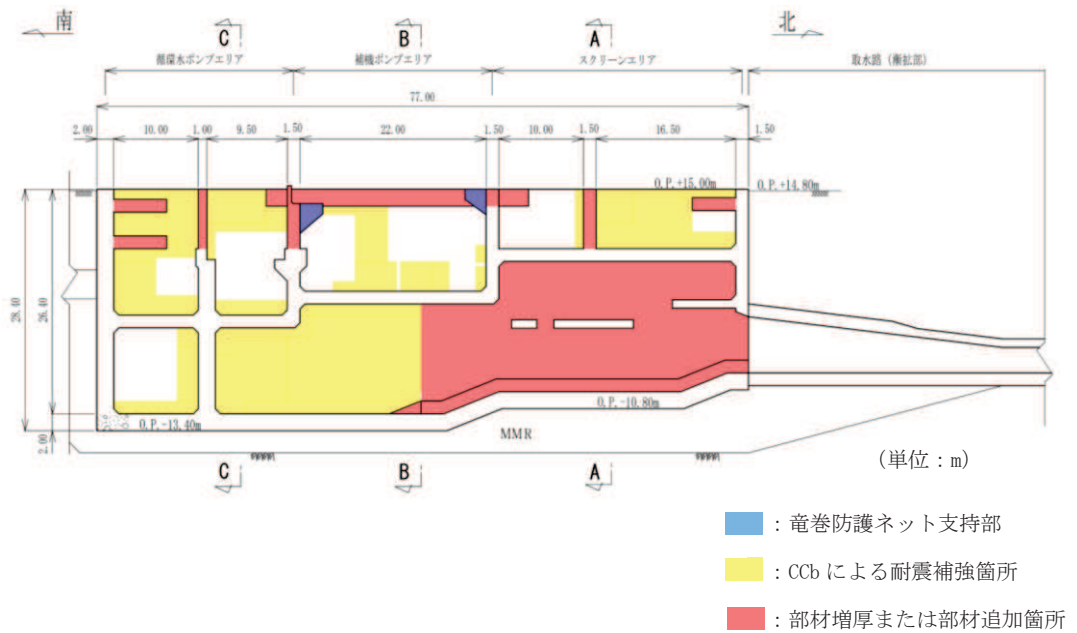 南
C
B
A
北
循環水ポンプエリア
補機ポンプエリア
スクリーンエリア
取水路(漸拡部)
77.00
2.00
10.00
1.00
9.50
1.50
22.00
1.50
10.00
1.50
16.50
1.50
O.P.+15.00m
O.P.+14.80m
28.40
26.40
2.00
O.P.-13.40m
O.P.-10.80m
MMR
C
B
A
(単位:m)
:竜巻防護ネット支持部
:CCbによる耐震補強箇所
:部材増厚または部材追加箇所